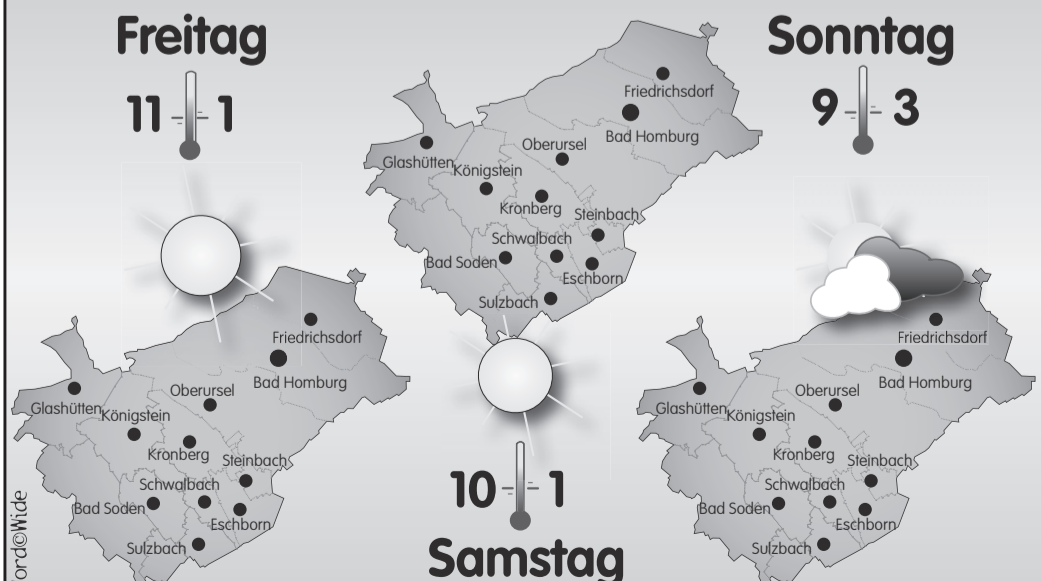 Freitag
11 1
Friedrichsdorf
Bad Homburg
Oberursel
Glashütten
Königstein
Kronberg
Steinbach
Schwalbach
Bad Soden
Eschborn
Sulzbach
Friedrichsdorf
Bad Homburg
Oberursel
Glashütten
Königstein
Kronberg
Steinbach
Schwalbach
Bad Soden
Eschborn
Sulzbach
10 1
Samstag
Sonntag
9 3
Friedrichsdorf
Bad Homburg
Oberursel
Glashütten
Königstein
Kronberg
Steinbach
Schwalbach
Bad Soden
Eschborn
Sulzbach
ord©Wide